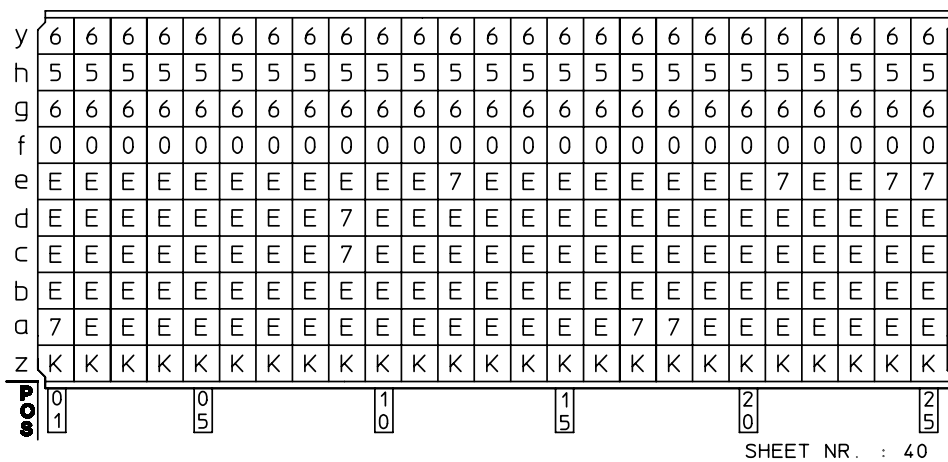 y 6 6 6 6 6 6 6 6 6 6 6 6 6 6 6 6 6 6 6 6 6 6 6 6 6
h 5 5 5 5 5 5 5 5 5 5 5 5 5 5 5 5 5 5 5 5 5 5 5 5 5
g 6 6 6 6 6 6 6 6 6 6 6 6 6 6 6 6 6 6 6 6 6 6 6 6 6
f 0 0 0 0 0 0 0 0 0 0 0 0 0 0 0 0 0 0 0 0 0 0 0 0 0
e E E E E E E E E E E E 7 E E E E E E E E 7 E E 7 7
d E E E E E E E E 7 E E E E E E E E E E E E E E E E
c E E E E E E E E 7 E E E E E E E E E E E E E E E E
b E E E E E E E E E E E E E E E E E E E E E E E E E
a 7 E E E E E E E E E E E E E E E 7 7 E E E E E E E
z K K K K K K K K K K K K K K K K K K K K K K K K K
POS 01 05 10 15 20 25
SHEET NR. : 40